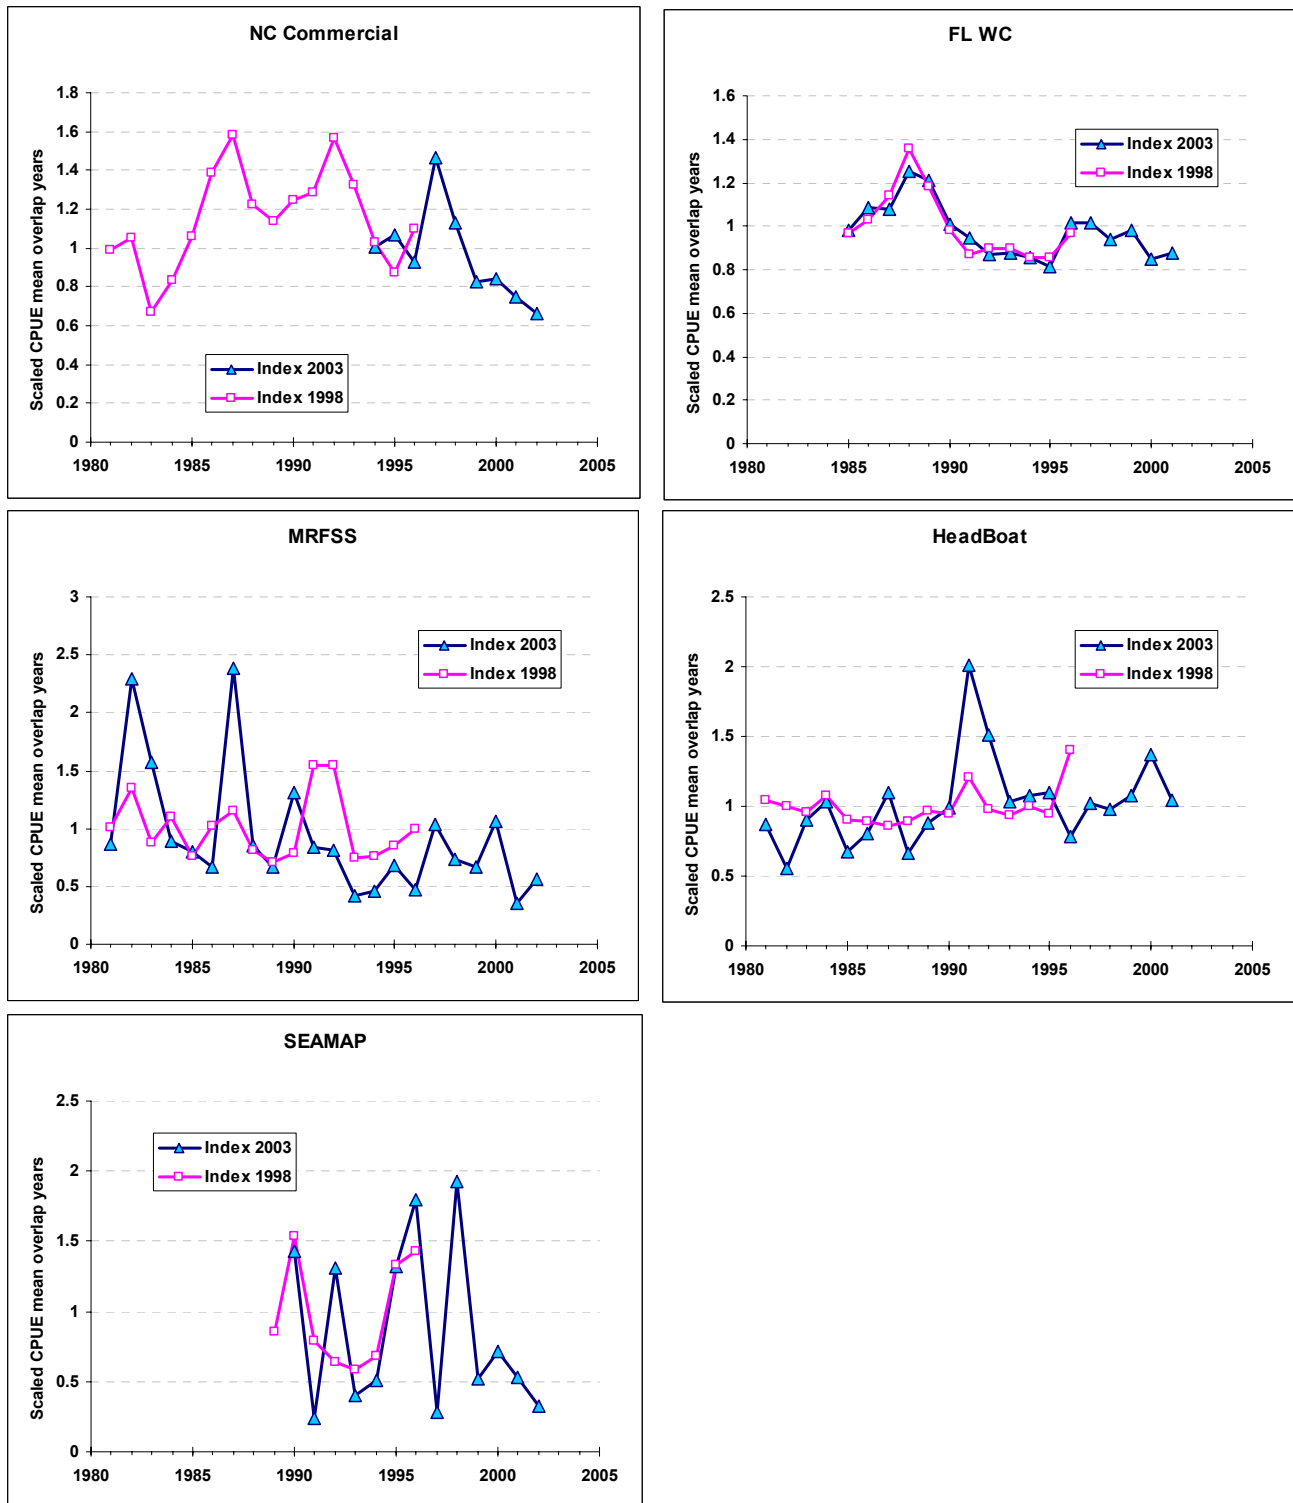 NC Commercial
Scaled CPUE mean overlap years
1.8
1.6
1.4
1.2
1
0.8
0.6
0.4
0.2
0
1980 1985 1990 1995 2000 2005
Index 2003
Index 1998
FL WC
Scaled CPUE mean overlap years
1.6
1.4
1.2
1
0.8
0.6
0.4
0.2
0
1980 1985 1990 1995 2000 2005
Index 2003
Index 1998
MRFSS
Scaled CPUE mean overlap years
3
2.5
2
1.5
1
0.5
0
1980 1985 1990 1995 2000 2005
Index 2003
Index 1998
HeadBoat
Scaled CPUE mean overlap years
2.5
2
1.5
1
0.5
0
1980 1985 1990 1995 2000 2005
Index 2003
Index 1998
SEAMAP
Scaled CPUE mean overlap years
2.5
2
1.5
1
0.5
0
1980 1985 1990 1995 2000 2005
Index 2003
Index 1998